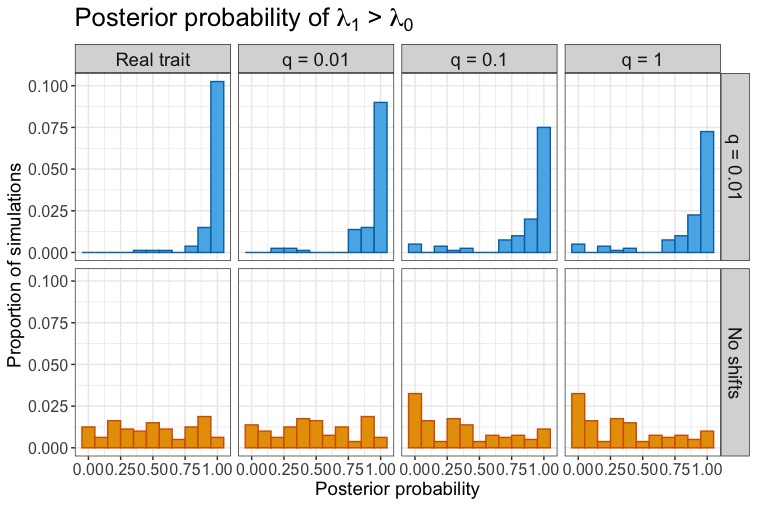 Posterior probability of λ₁ > λ₀
Real trait
q = 0.01
q = 0.1
q = 1
Proportion of simulations
0.100
0.075
0.050
0.025
0.000
q = 0.01
0.100
0.075
0.050
0.025
0.000
No shifts
0.00 0.25 0.50 0.75 1.00
0.00 0.25 0.50 0.75 1.00
0.00 0.25 0.50 0.75 1.00
0.00 0.25 0.50 0.75 1.00
Posterior probability